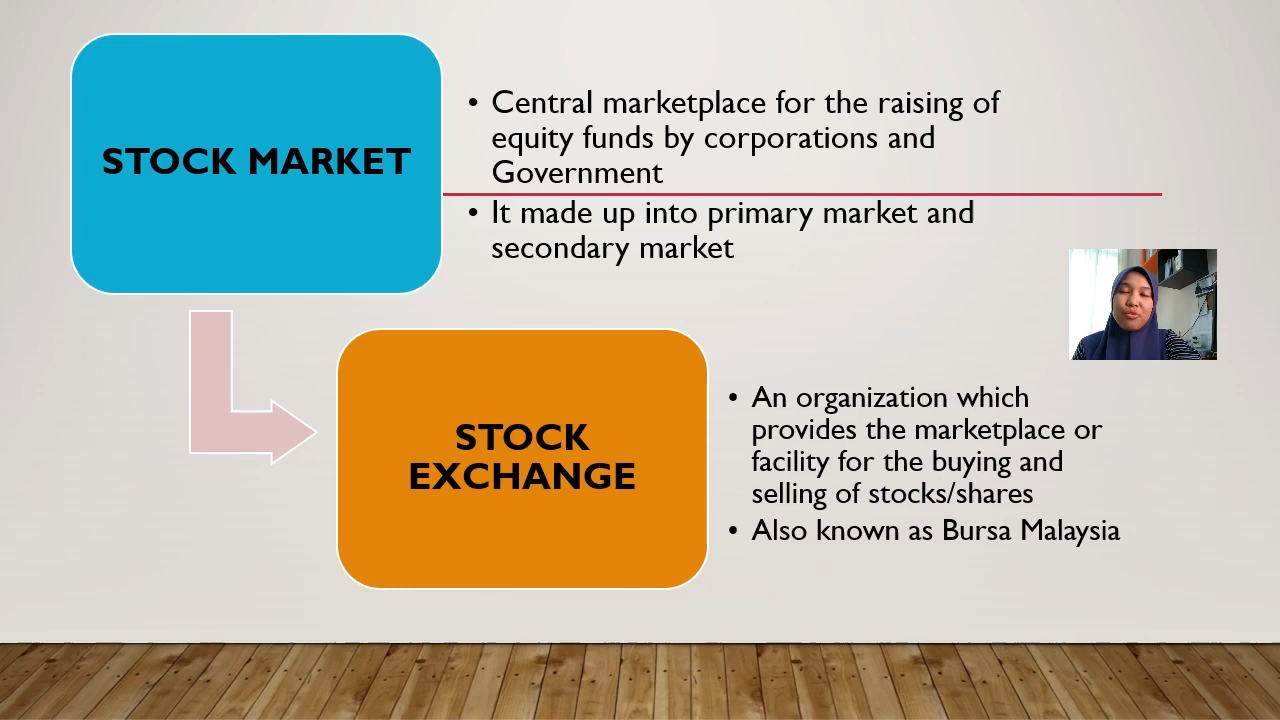 STOCK MARKET
• Central marketplace for the raising of
equity funds by corporations and
Government
• It made up into primary market and
secondary market
STOCK
EXCHANGE
• An organization which
provides the marketplace or
facility for the buying and
selling of stocks/shares
• Also known as Bursa Malaysia